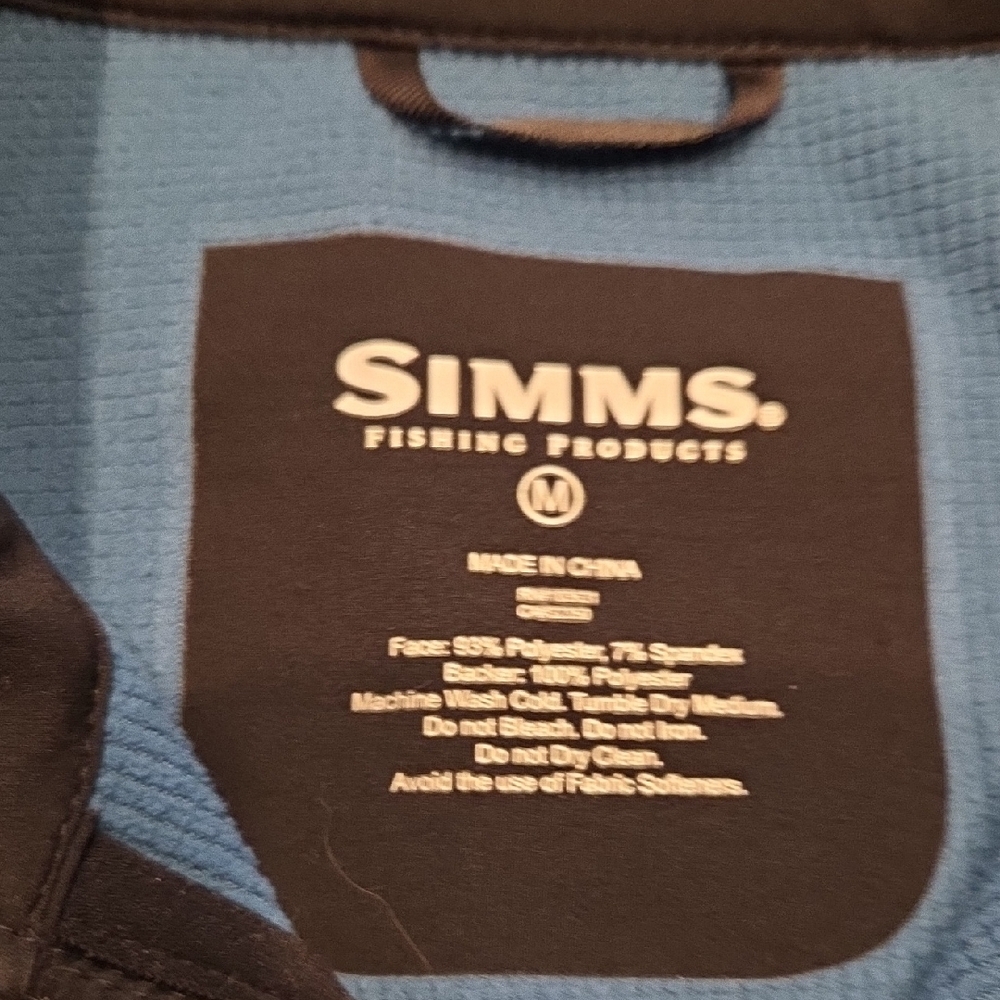 SIMMS®
FISHING PRODUCTS
M
MADE IN CHINA
Face: 93% Polyester, 7% Spandex
Backer: 100% Polyester
Machine Wash Cold. Tumble Dry Medium.
Do not Bleach. Do not Iron.
Do not Dry Clean.
Avoid the use of Fabric Softeners.